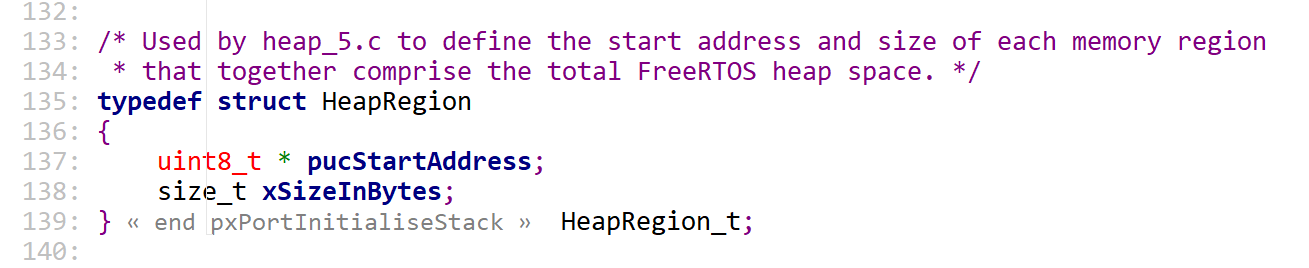 132:
133: /* Used by heap_5.c to define the start address and size of each memory region
134:  * that together comprise the total FreeRTOS heap space. */
135: typedef struct HeapRegion
136: {
137:     uint8_t * pucStartAddress;
138:     size_t xSizeInBytes;
139: } « end pxPortInitialiseStack »  HeapRegion_t;
140: